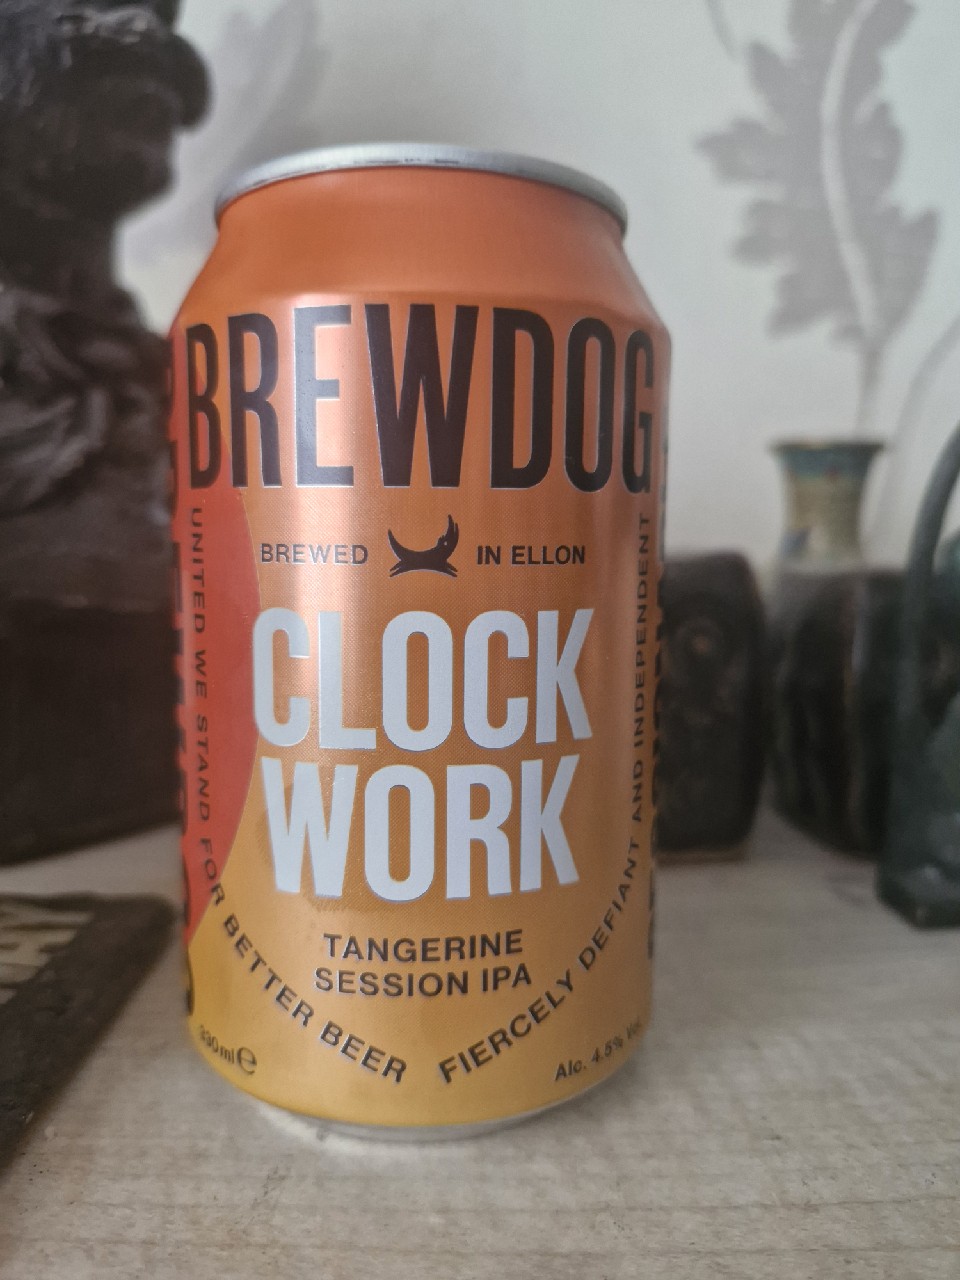 BREWDOG
BREWED IN ELLON
CLOCK
WORK
TANGERINE
SESSION IPA
UNITED WE STAND FOR BETTER BEER
FIERCELY DEFIANT AND INDEPENDENT
330ml e
Alc. 4.5% Vol.